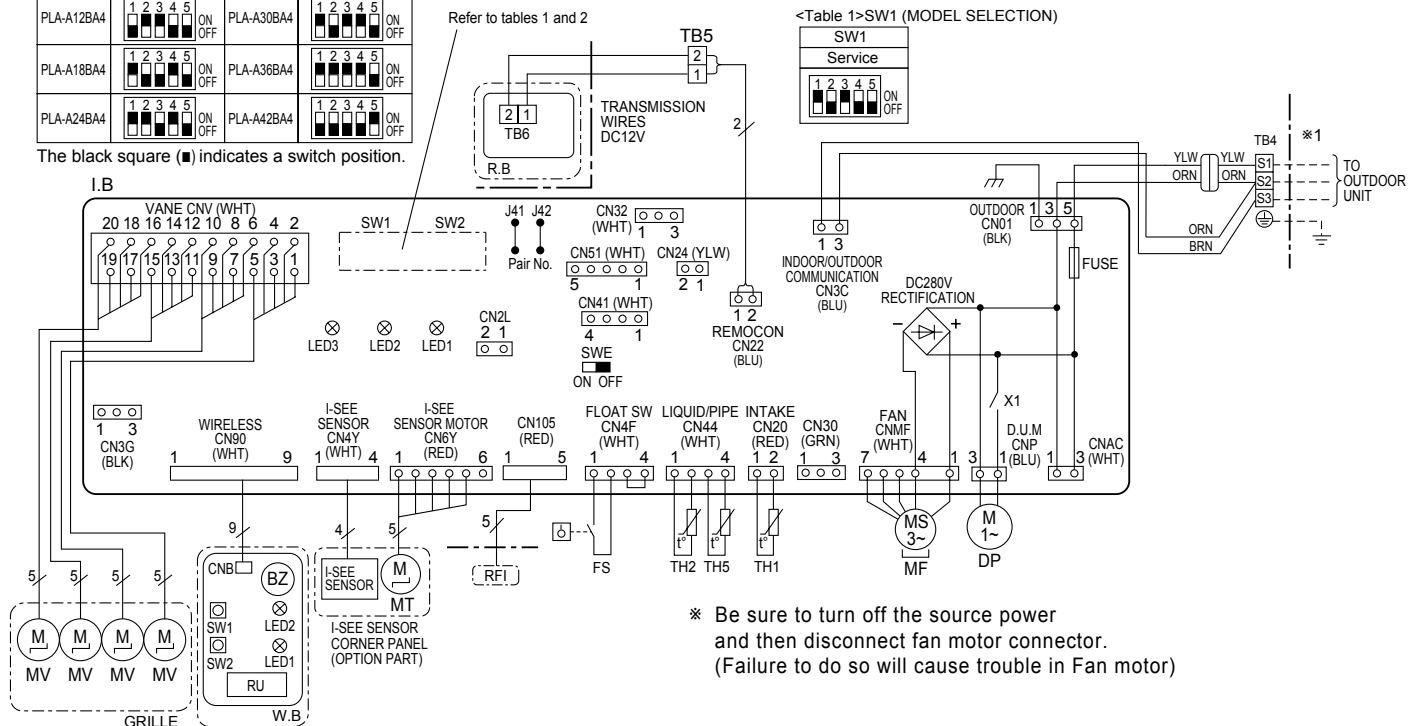 PLA-A12BA4
1 2 3 4 5
ON
OFF
PLA-A30BA4
1 2 3 4 5
ON
OFF
PLA-A18BA4
1 2 3 4 5
ON
OFF
PLA-A36BA4
1 2 3 4 5
ON
OFF
PLA-A24BA4
1 2 3 4 5
ON
OFF
PLA-A42BA4
1 2 3 4 5
ON
OFF
The black square (■) indicates a switch position.
Refer to tables 1 and 2
TB5
2
1
2 1
TB6
R.B
TRANSMISSION
WIRES
DC12V
2
<Table 1>SW1 (MODEL SELECTION)
SW1
Service
1 2 3 4 5
ON
OFF
TB4
※1
YLW YLW S1
ORN ORN S2
S3
TO
OUTDOOR
UNIT
ORN
BRN
I.B
VANE CNV (WHT)
20 18 16 14 12 10 8 6 4 2
19 17 15 13 11 9 7 5 3 1
SW1 SW2
J41 J42
Pair No.
CN32
(WHT)
1 3
CN51 (WHT)
5 1
CN24 (YLW)
2 1
CN41 (WHT)
4 1
SWE
ON OFF
1 2
REMOCON
CN22
(BLU)
1 3
INDOOR/OUTDOOR
COMMUNICATION
CN3C
(BLU)
OUTDOOR
CN01
(BLK)
1 3 5
FUSE
DC280V
RECTIFICATION
− +
LED3 LED2 LED1
CN2L
2 1
X1
1 3
CN3G
(BLK)
WIRELESS
CN90
(WHT)
1 9
I-SEE
SENSOR
CN4Y
(WHT)
1 4
I-SEE
SENSOR MOTOR
CN6Y
(RED)
1 6
CN105
(RED)
1 5
FLOAT SW
CN4F
(WHT)
1 4
LIQUID/PIPE
CN44
(WHT)
1 4
INTAKE
CN20
(RED)
1 2
CN30
(GRN)
1 3
FAN
CNMF
(WHT)
7 4 1
D.U.M
CNP
(BLU)
3 1
CNAC
(WHT)
1 3
9
4
5
5
5 5 5 5
M M M M
MV MV MV MV
GRILLE
CNB
BZ
SW1
SW2
LED2
LED1
RU
W.B
I-SEE
SENSOR
M
MT
I-SEE SENSOR
CORNER PANEL
(OPTION PART)
RFI
FS
t° t° t°
TH2 TH5 TH1
MS
3~
MF
M
1~
DP
※ Be sure to turn off the source power
and then disconnect fan motor connector.
(Failure to do so will cause trouble in Fan motor)